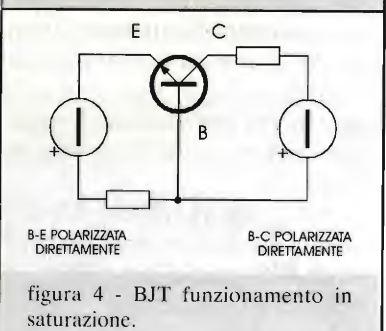 E
C
B
+
+
B-E POLARIZZATA
DIRETTAMENTE
B-C POLARIZZATA
DIRETTAMENTE
figura 4 - BJT funzionamento in
saturazione.